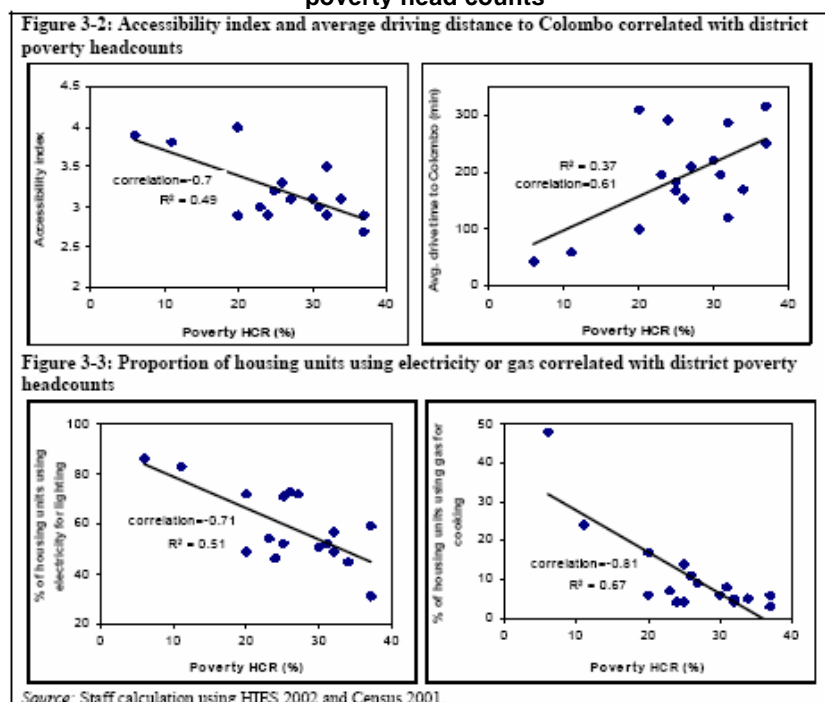 poverty head counts
Figure 3-2: Accessibility index and average driving distance to Colombo correlated with district
poverty headcounts
4.5
4
3.5
3
2.5
2
Accessibility index
correlation=-0.7
R² = 0.49
0 10 20 30 40
Poverty HCR (%)
300
200
100
0
Avg. drive time to Colombo (min)
R² = 0.37
correlation=0.61
0 10 20 30 40
Poverty HCR (%)
Figure 3-3: Proportion of housing units using electricity or gas correlated with district poverty
headcounts
100
80
60
40
20
% of housing units using
electricity for lighting
correlation=-0.71
R² = 0.51
0 10 20 30 40
Poverty HCR (%)
50
40
30
20
10
0
% of housing units using gas for
cooking
correlation=-0.81
R² = 0.67
0 10 20 30 40
Poverty HCR (%)
Source: Staff calculation using HIES 2002 and Census 2001